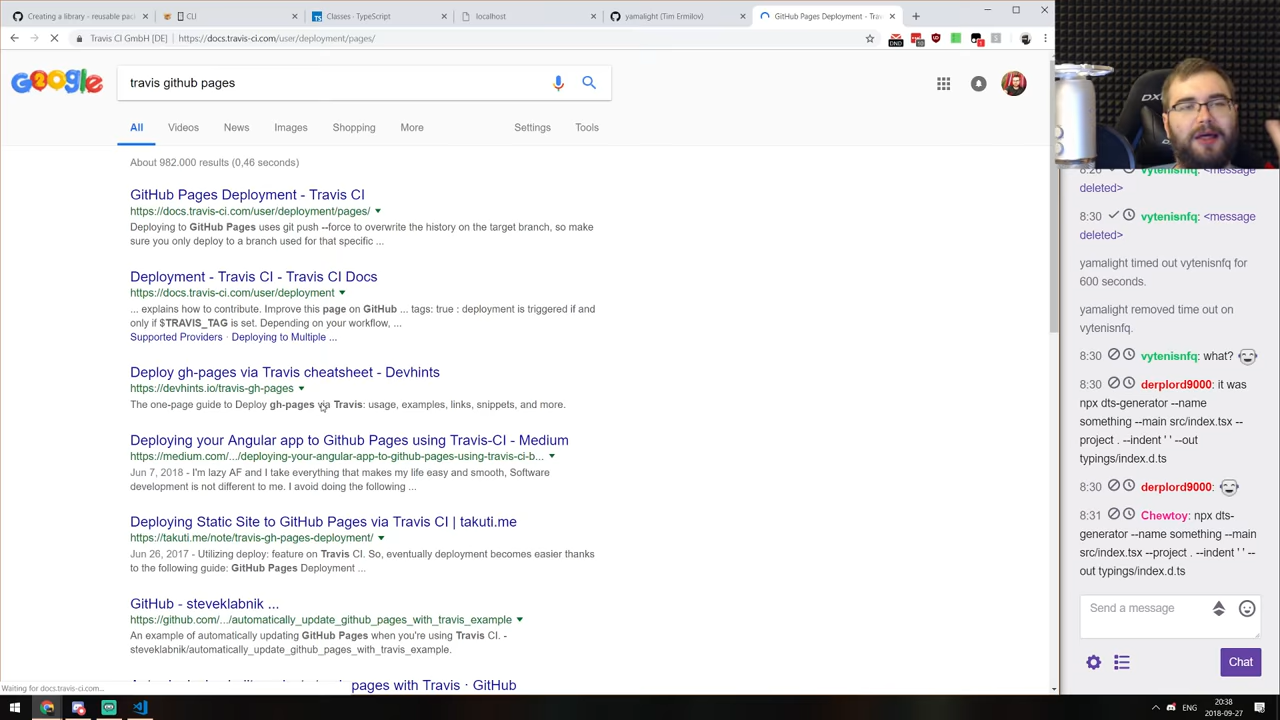 Creating a library - reusable pac
CLI
Classes · TypeScript
localhost
yamalight (Tim Ermilov)
GitHub Pages Deployment - Trav
Travis CI GmbH [DE] | https://docs.travis-ci.com/user/deployment/pages/
Google
travis github pages
All
Videos
News
Images
Shopping
More
Settings
Tools
About 982.000 results (0,46 seconds)
GitHub Pages Deployment - Travis CI
https://docs.travis-ci.com/user/deployment/pages/
Deploying to GitHub Pages uses git push --force to overwrite the history on the target branch, so make
sure you only deploy to a branch used for that specific ...
Deployment - Travis CI - Travis CI Docs
https://docs.travis-ci.com/user/deployment
... explains how to contribute. Improve this page on GitHub ... tags: true : deployment is triggered if and
only if $TRAVIS_TAG is set. Depending on your workflow, ...
Supported Providers · Deploying to Multiple ...
Deploy gh-pages via Travis cheatsheet - Devhints
https://devhints.io/travis-gh-pages
The one-page guide to Deploy gh-pages via Travis: usage, examples, links, snippets, and more.
Deploying your Angular app to Github Pages using Travis-CI - Medium
https://medium.com/.../deploying-your-angular-app-to-github-pages-using-travis-ci-b...
Jun 7, 2018 - I'm lazy AF and I take everything that makes my life easy and smooth, Software
development is not different to me. I avoid doing the following ...
Deploying Static Site to GitHub Pages via Travis CI | takuti.me
https://takuti.me/note/travis-gh-pages-deployment/
Jun 26, 2017 - Utilizing deploy: feature on Travis CI. So, eventually deployment becomes easier thanks
to the following guide: GitHub Pages Deployment ...
GitHub - steveklabnik ...
https://github.com/.../automatically_update_github_pages_with_travis_example
An example of automatically updating GitHub Pages when you're using Travis CI. -
steveklabnik/automatically_update_github_pages_with_travis_example.
pages with Travis · GitHub
Waiting for docs.travis-ci.com...
DXR
8:26 vytenisnfq: <message
deleted>
8:30 vytenisnfq: <message
deleted>
yamalight timed out vytenisnfq for
600 seconds.
yamalight removed time out on
vytenisnfq.
8:30 vytenisnfq: what?
8:30 derplord9000: it was
npx dts-generator --name
something --main src/index.tsx --
project . --indent ' ' --out
typings/index.d.ts
8:30 derplord9000:
8:31 Chewtoy: npx dts-
generator --name something --main
src/index.tsx --project . --indent ' ' --
out typings/index.d.ts
Send a message
Chat
ENG
20:38
2018-09-27